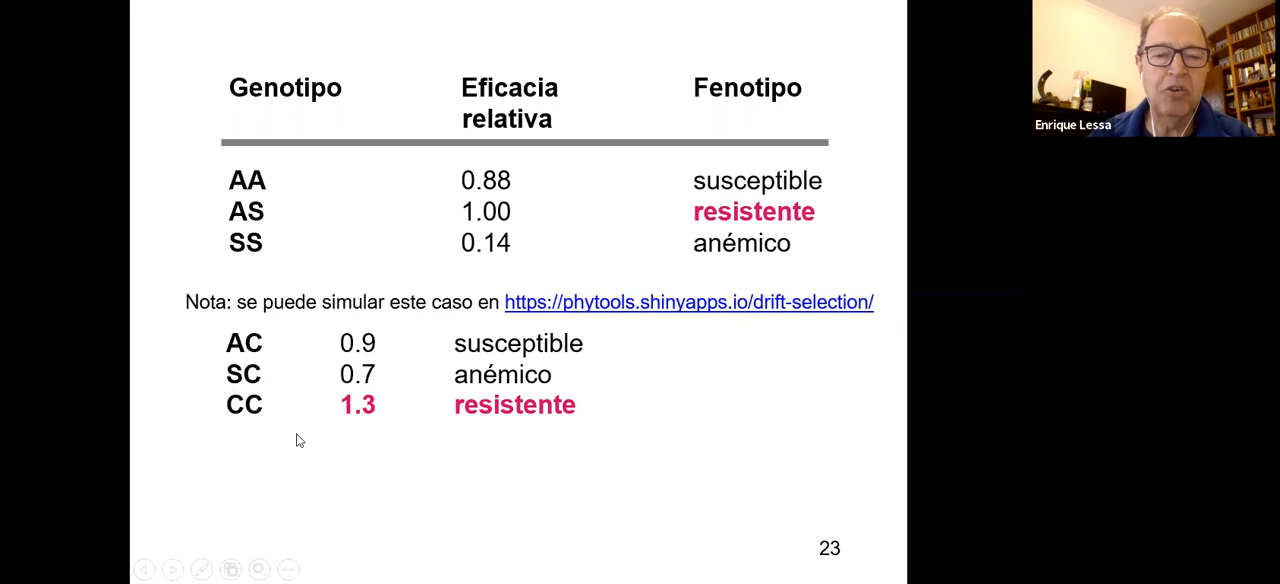 Genotipo Eficacia relativa Fenotipo
AA 0.88 susceptible
AS 1.00 resistente
SS 0.14 anémico
Nota: se puede simular este caso en https://phytools.shinyapps.io/drift-selection/
AC 0.9 susceptible
SC 0.7 anémico
CC 1.3 resistente
23
Enrique Lessa